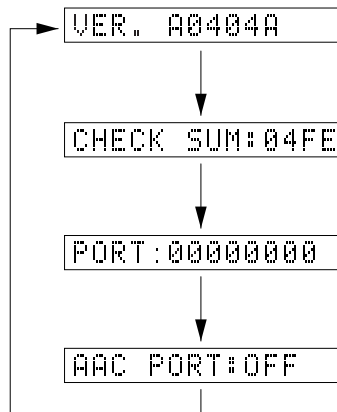 VER. A0404A
CHECK SUM:04FE
PORT:00000000
AAC PORT:OFF